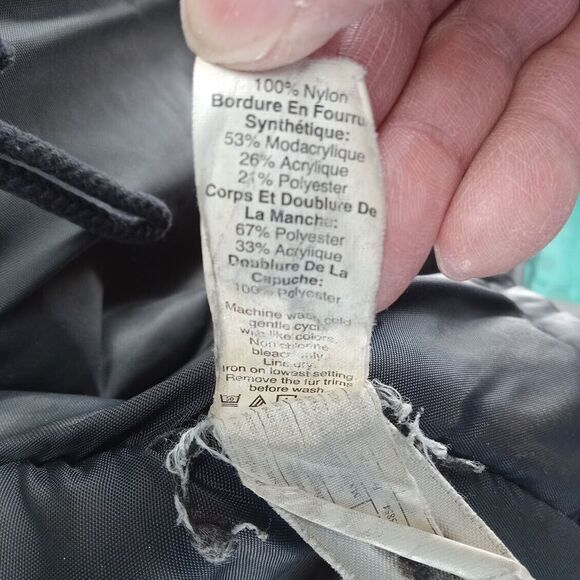 100% Nylon
Bordure En Fourru
Synthétique:
53% Modacrylique
26% Acrylique
21% Polyester
Corps Et Doublure De
La Manche:
67% Polyester
33% Acrylique
Doublure De La
Capuche:
100% Polyester
Machine wash cold
gentle cycl
with like colors.
Non chlorine
bleach only.
Line dry.
Iron on lowest setting
Remove the fur trims
before wash